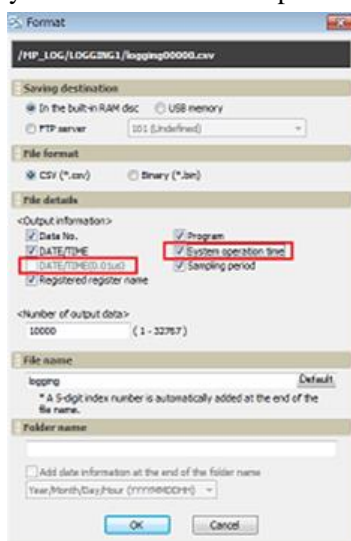 Format
/MP_LOG/LOGGING1/logging00000.csv
Saving destination
In the built-in RAM disc
USB memory
FTP server
101 (Undefined)
File format
CSV (*.csv)
Binary (*.bin)
File details
<Output information>
Data No.
Program
DATE/TIME
System operation time
DATE/TIME(0.01us)
Sampling period
Registered register name
<Number of output data>
10000
(1 - 32767)
File name
logging
Default
* A 5-digit index number is automatically added at the end of the
file name.
Folder name
Add date information at the end of the folder name
Year/Month/Day/Hour (YYYYMMDDHH)
OK
Cancel